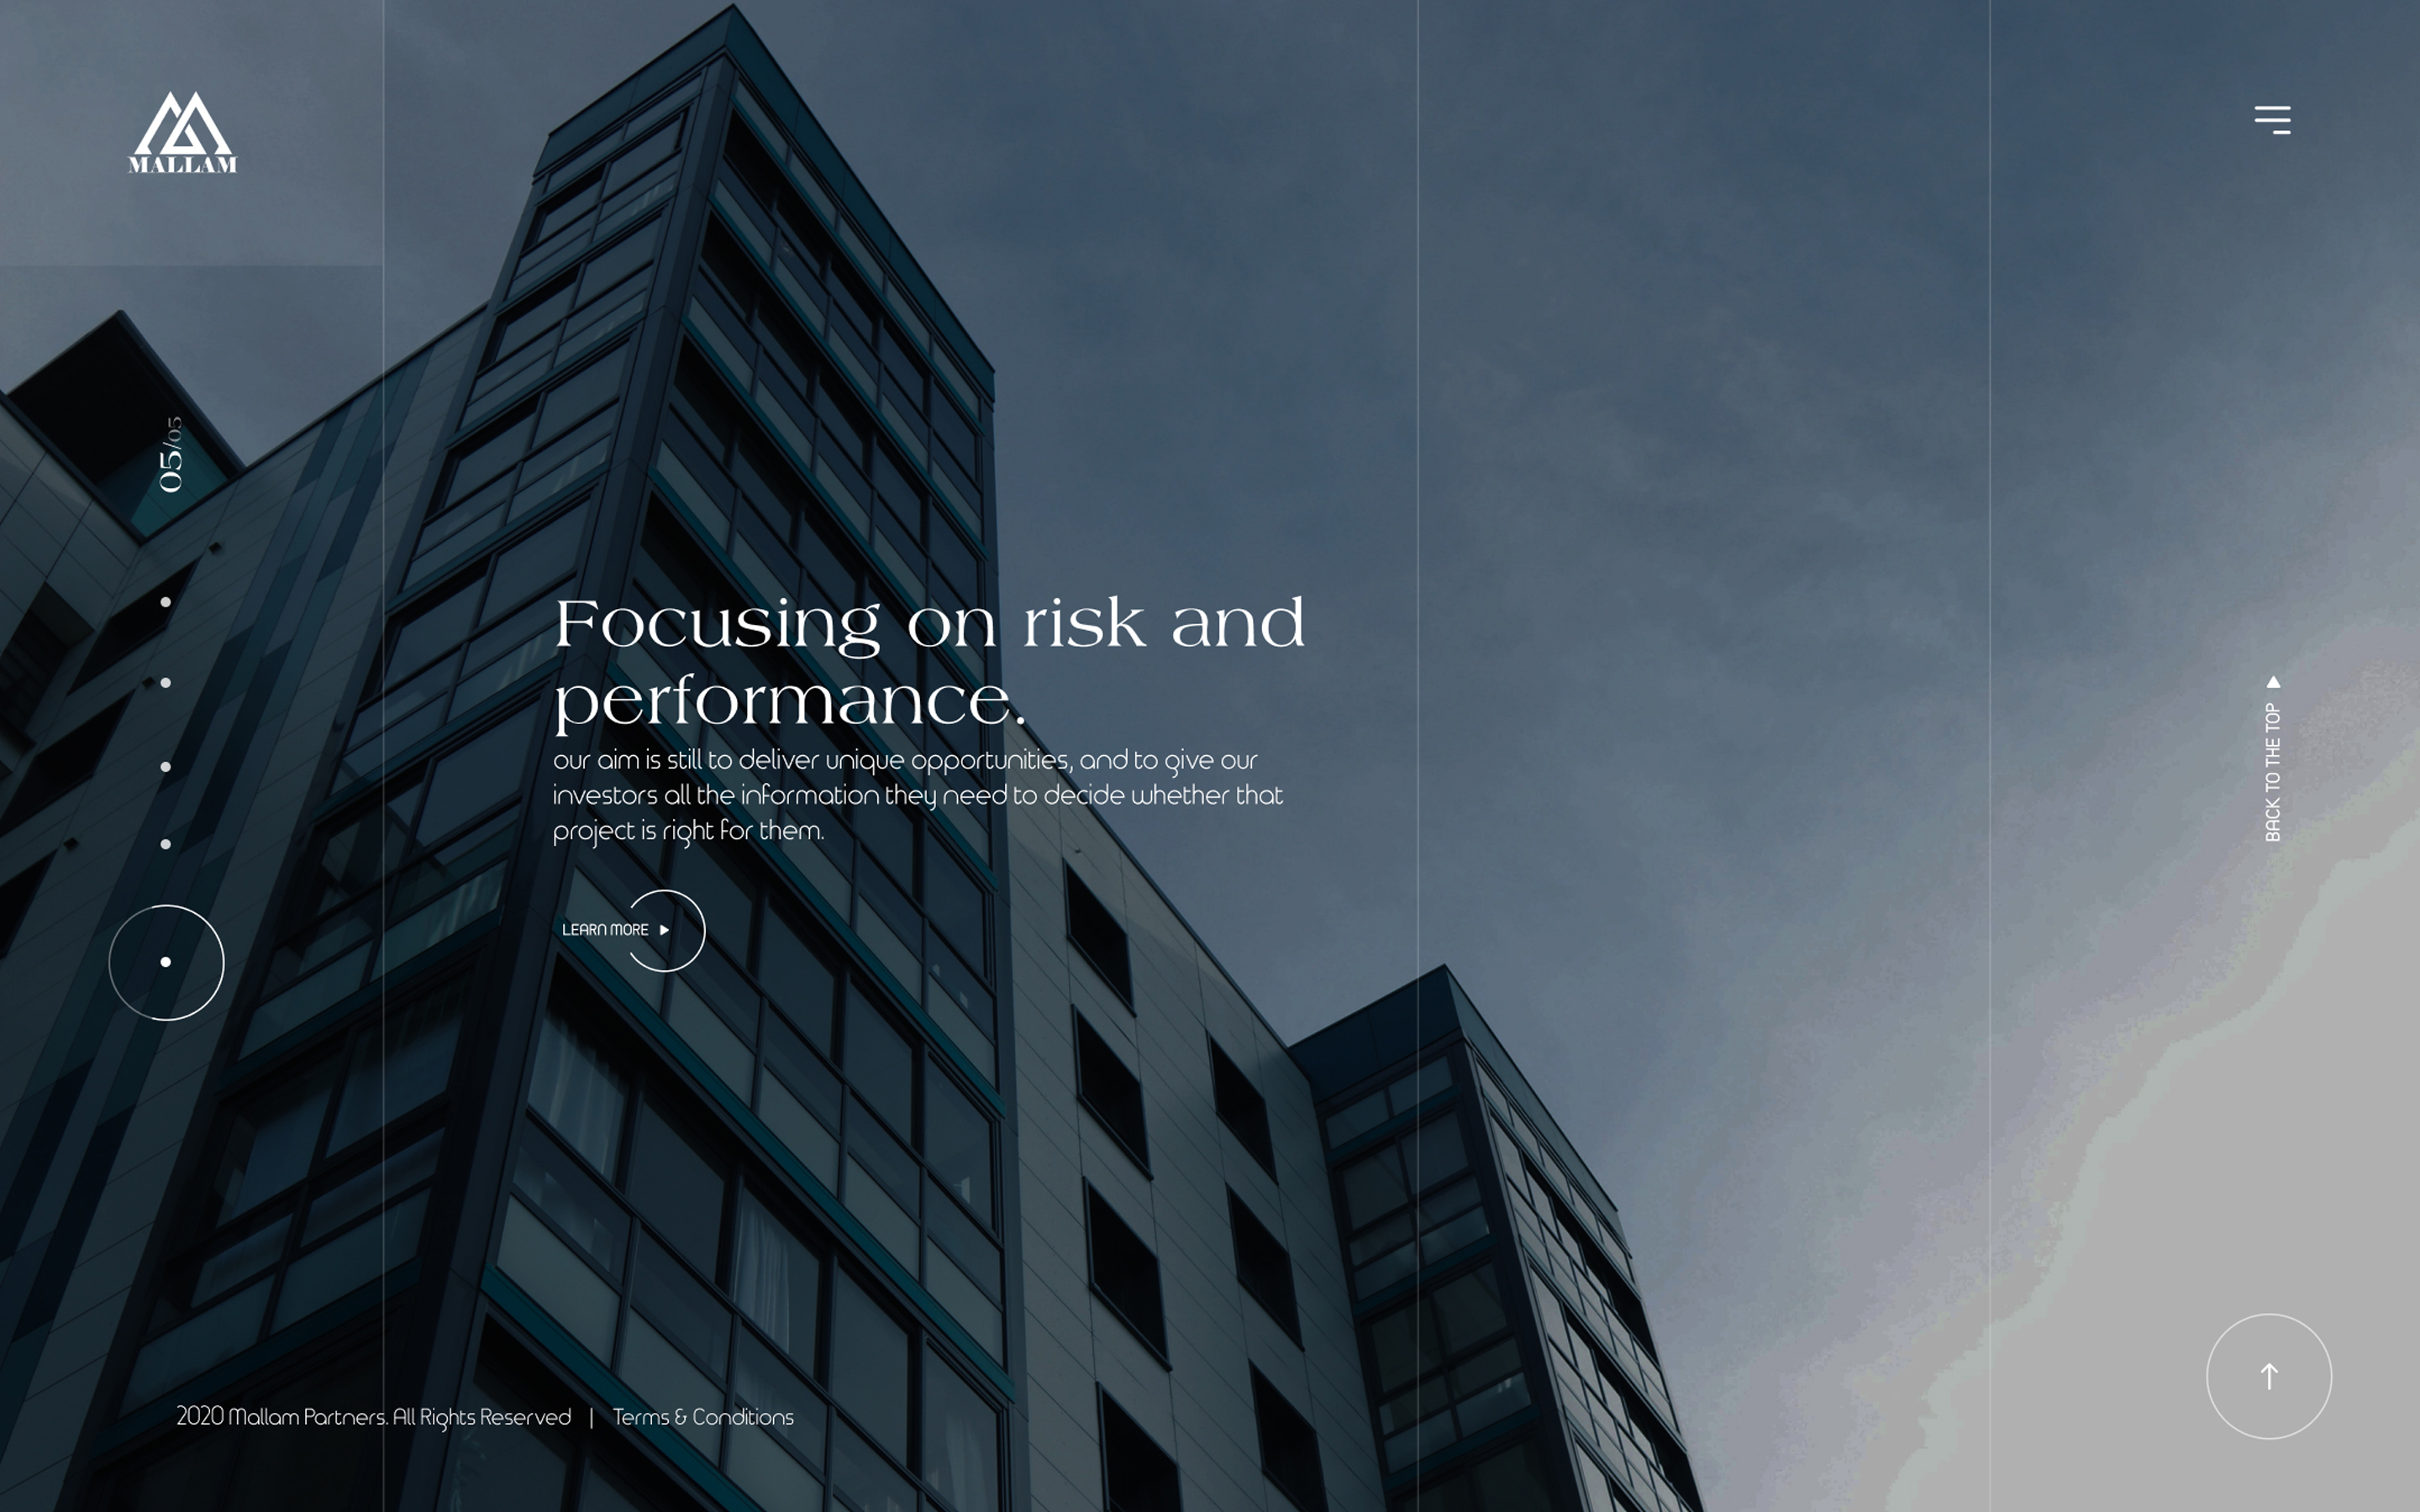 MALLAM
05/05
Focusing on risk and
performance.
our aim is still to deliver unique opportunities, and to give our
investors all the information they need to decide whether that
project is right for them.
LEARN MORE
BACK TO THE TOP
2020 Mallam Partners. All Rights Reserved | Terms & Conditions